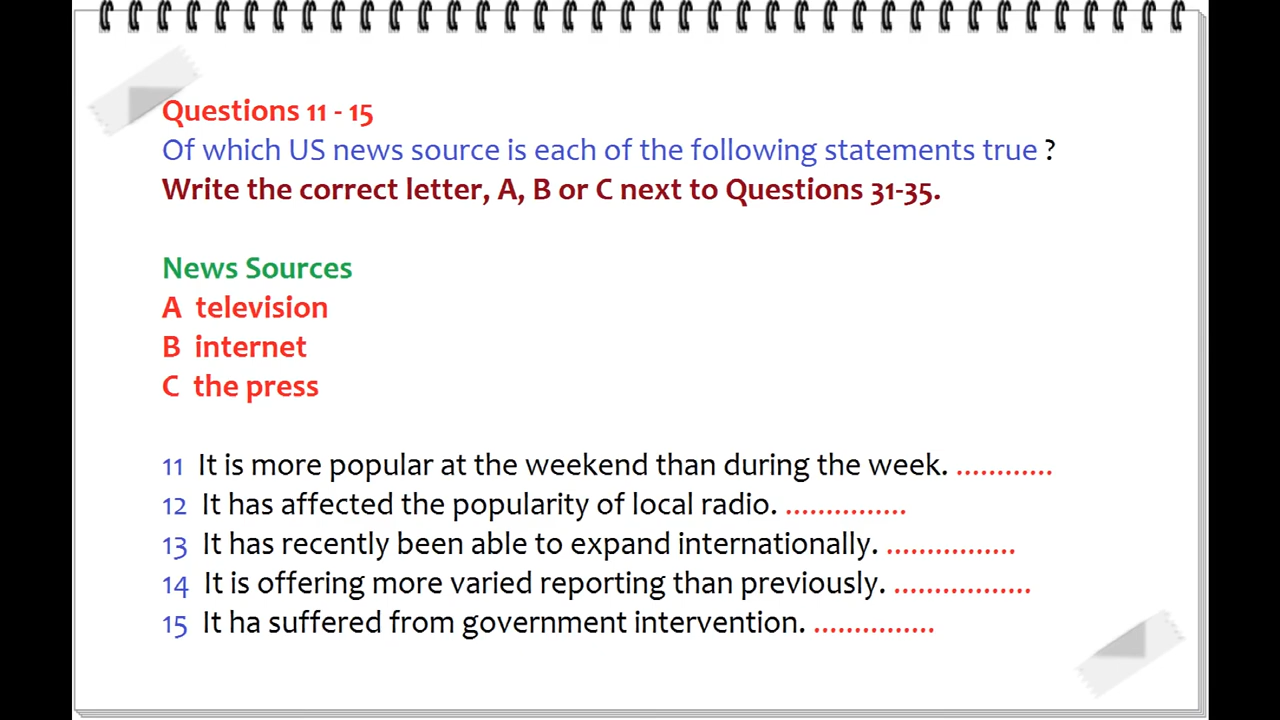 Questions 11 - 15
Of which US news source is each of the following statements true ?
Write the correct letter, A, B or C next to Questions 31-35.
News Sources
A television
B internet
C the press
11 It is more popular at the weekend than during the week. ............
12 It has affected the popularity of local radio. ...............
13 It has recently been able to expand internationally. ................
14 It is offering more varied reporting than previously. .................
15 It ha suffered from government intervention. ...............